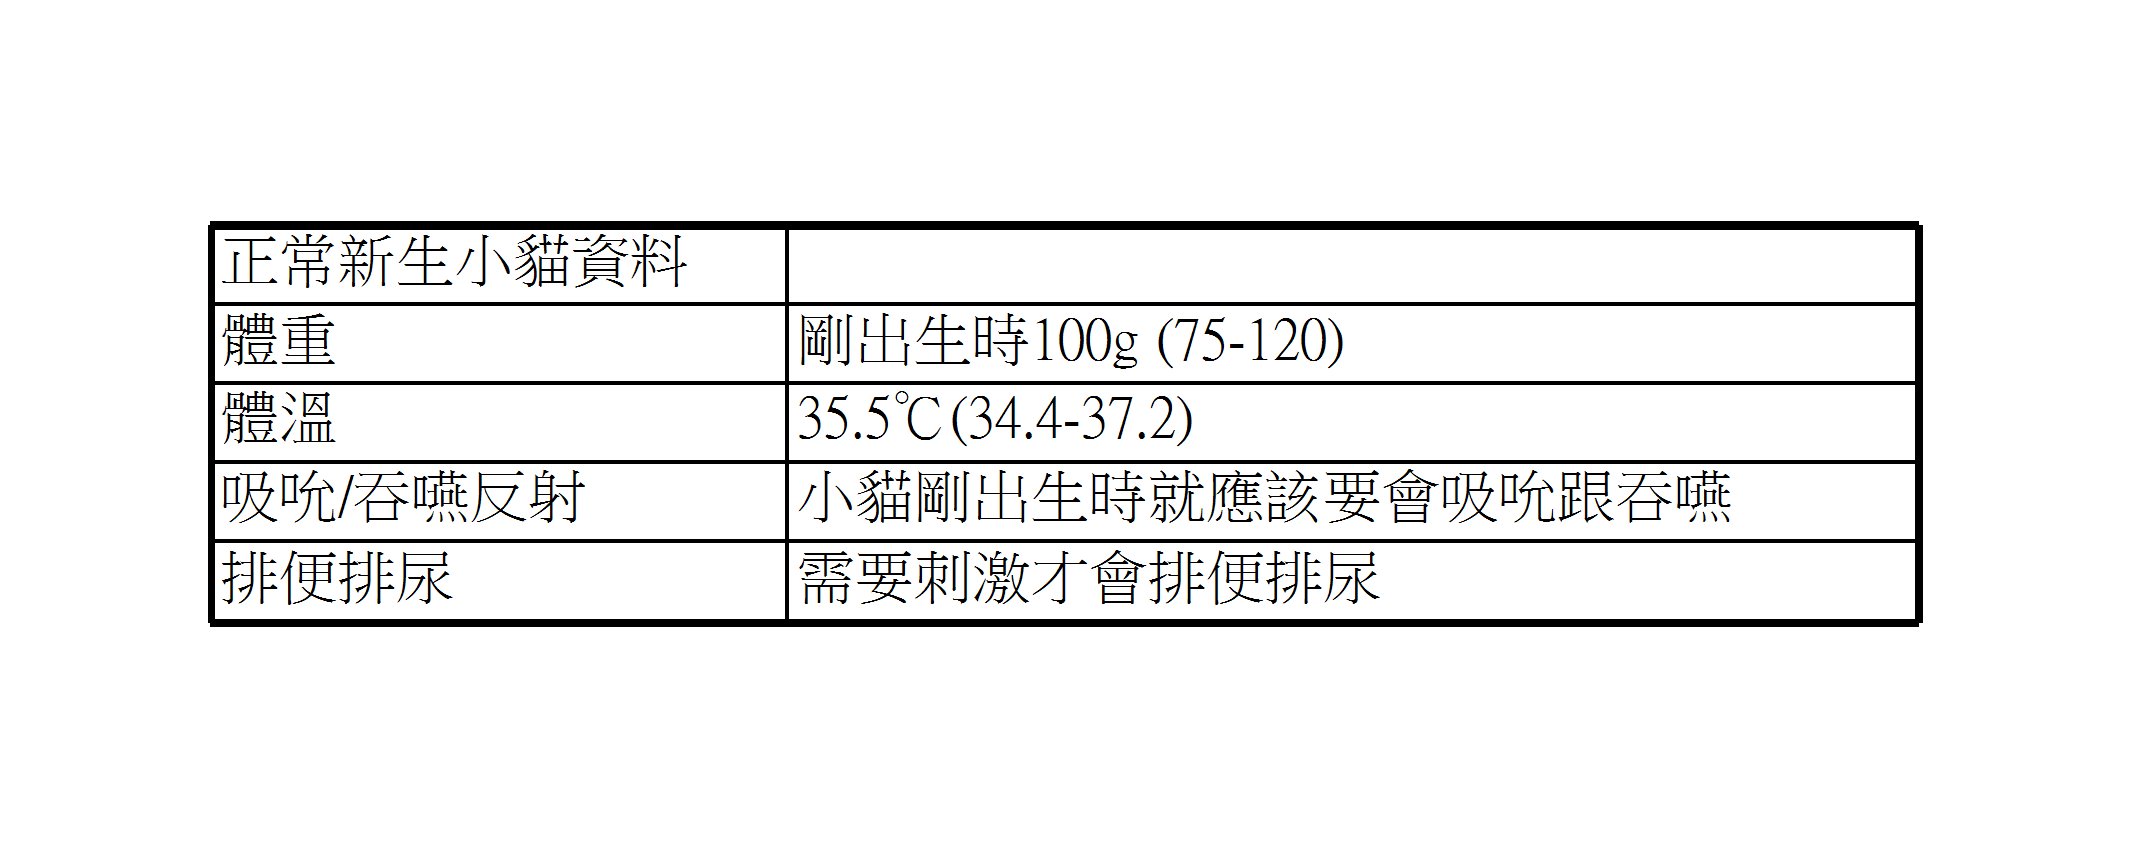 正常新生小貓資料
體重 剛出生時100g (75-120)
體溫 35.5℃(34.4-37.2)
吸吮/吞嚥反射 小貓剛出生時就應該要會吸吮跟吞嚥
排便排尿 需要刺激才會排便排尿